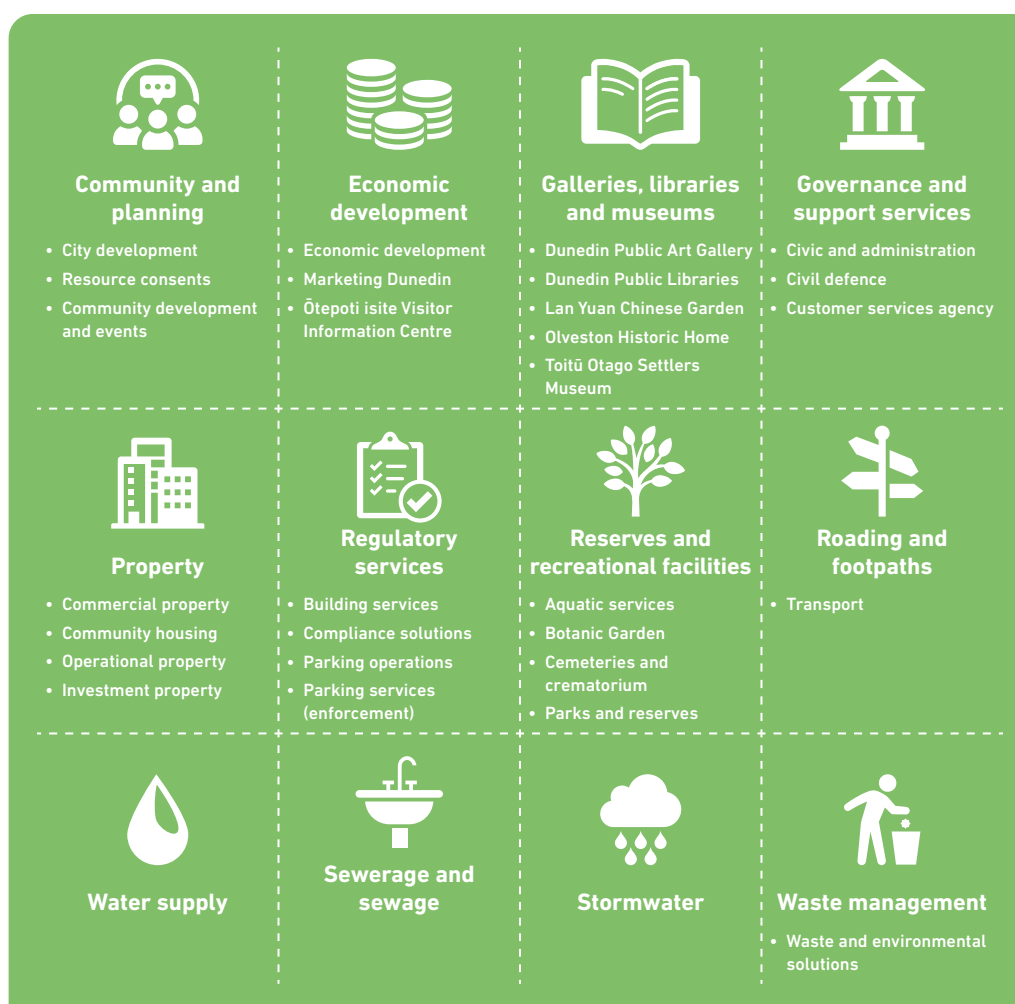 Community and
planning
• City development
• Resource consents
• Community development
and events
Economic
development
• Economic development
• Marketing Dunedin
• Ōtepoti isite Visitor
Information Centre
Galleries, libraries
and museums
• Dunedin Public Art Gallery
• Dunedin Public Libraries
• Lan Yuan Chinese Garden
• Olveston Historic Home
• Toitū Otago Settlers
Museum
Governance and
support services
• Civic and administration
• Civil defence
• Customer services agency
Property
• Commercial property
• Community housing
• Operational property
• Investment property
Regulatory
services
• Building services
• Compliance solutions
• Parking operations
• Parking services
(enforcement)
Reserves and
recreational facilities
• Aquatic services
• Botanic Garden
• Cemeteries and
crematorium
• Parks and reserves
Roading and
footpaths
• Transport
Water supply
Sewerage and
sewage
Stormwater
Waste management
• Waste and environmental
solutions